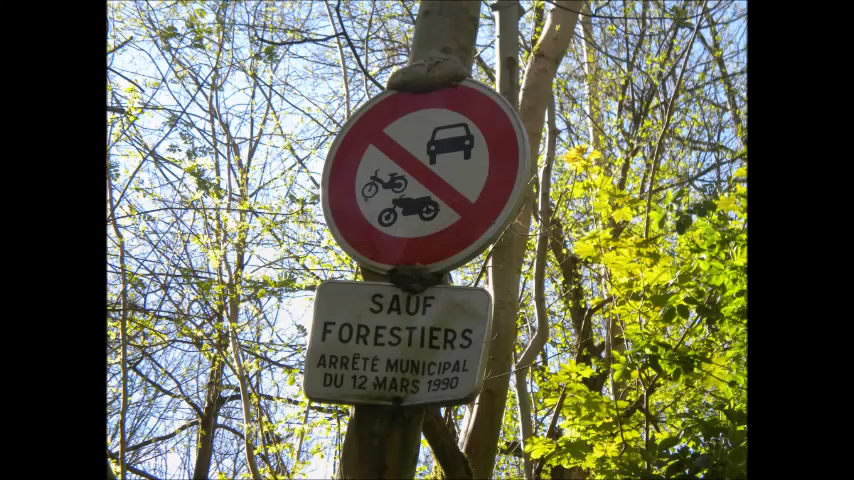 SAUF
FORESTIERS
ARRÊTÉ MUNICIPAL
DU 12 MARS 1990